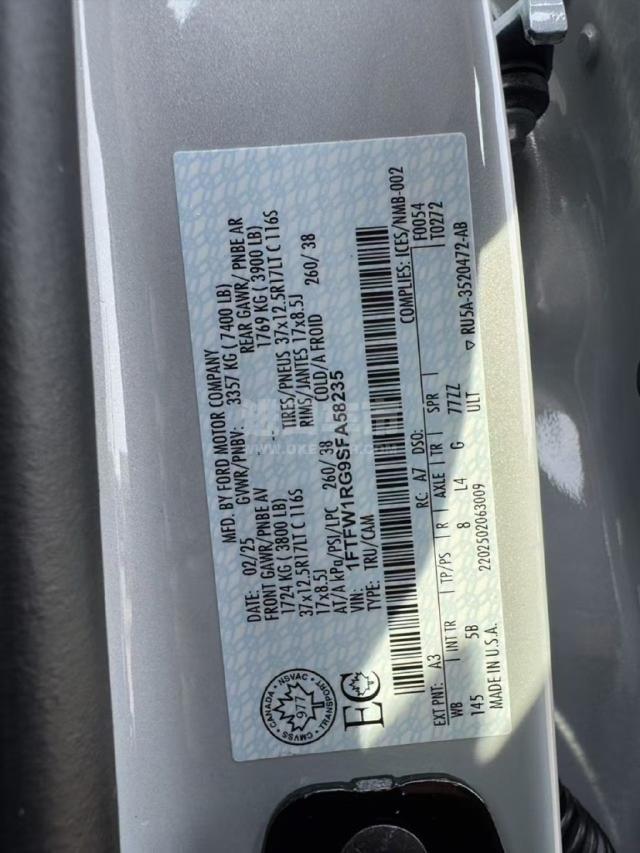 MFD. BY FORD MOTOR COMPANY
DATE: 02/25 GVWR/PNBV: 3357 KG ( 7400 LB)
FRONT GAWR/PNBE AV REAR GAWR/ PNBE AR
1724 KG ( 3800 LB) -- 1769 KG ( 3900 LB)
37x12.5R17LT C 116S TIRES/PNEUS 37x12.5R17LT C 116S
17x8.5J RIMS/JANTES 17x8.5J
AT/A kPa/PSI/LPC 260/ 38 COLD/A FROID 260/ 38
VIN: 1FTFW1RG9SFA58235
TYPE: TRU/CAM
CANADA · NSVAC · TRANSPORT · CMVSS ·
977
T
EC
COMPLIES: ICES/NMB-002
EXT PNT: A3 RC: A7 DSO: F0054
WB INT TR TP/PS R AXLE TR SPR F0272
145 5B 8 L4 G 77ZZ
MADE IN U.S.A. 2202502063009 ULT ▽ RU5A-3520472-AB